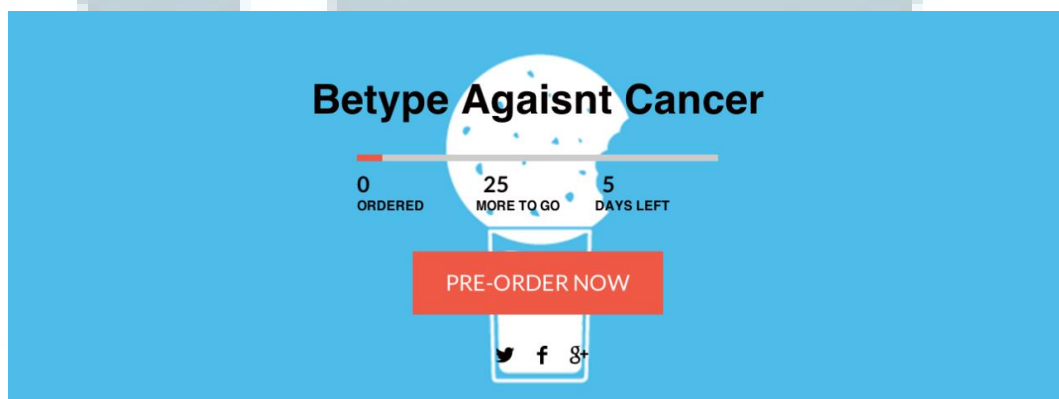 Betype Agaisnt Cancer
0 25 5
ORDERED MORE TO GO DAYS LEFT
PRE-ORDER NOW